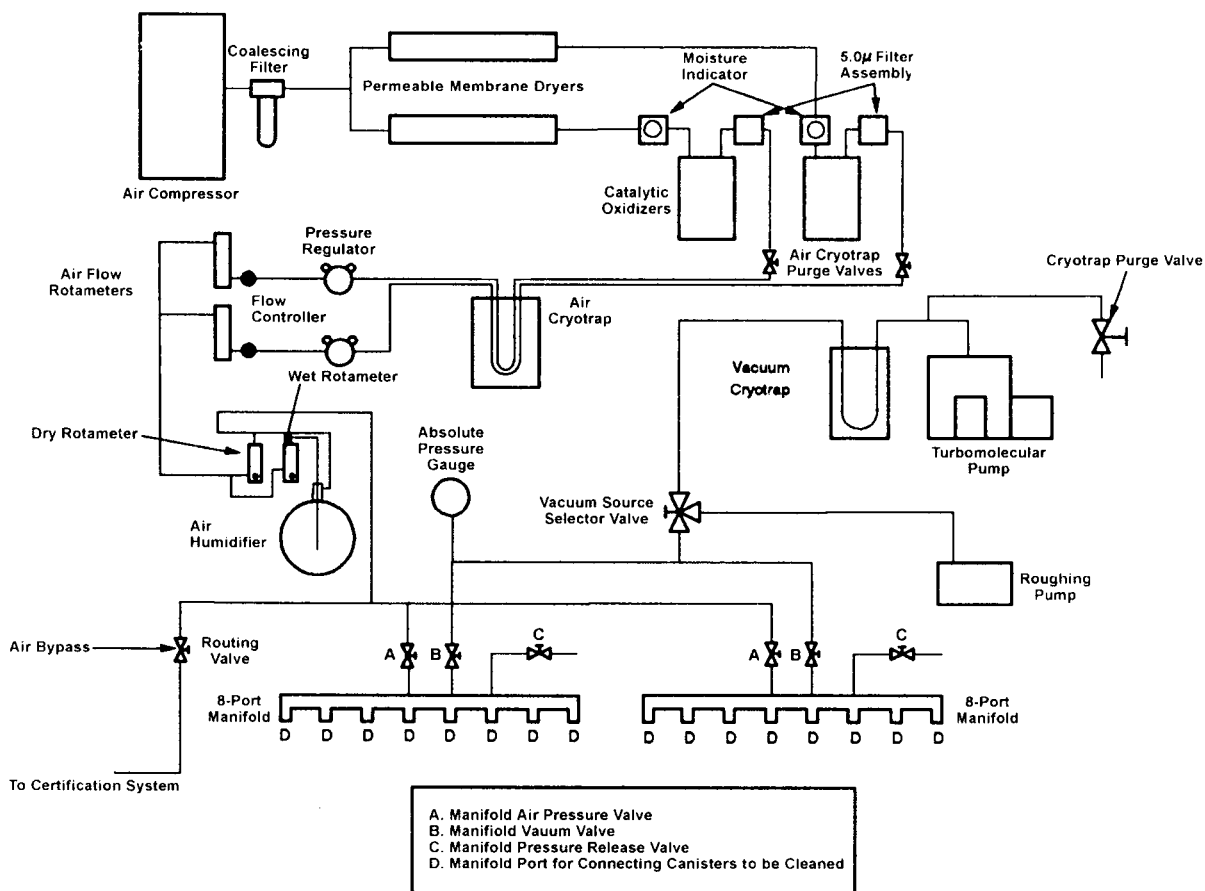 Coalescing
Filter
Permeable Membrane Dryers
Moisture
Indicator
5.0µ Filter
Assembly
Air Compressor
Catalytic
Oxidizers
Pressure
Regulator
Air Flow
Rotameters
Flow
Controller
Air Cryotrap
Purge Valves
Air
Cryotrap
Cryotrap Purge Valve
Wet Rotameter
Vacuum
Cryotrap
Dry Rotameter
Absolute
Pressure
Gauge
Turbomolecular
Pump
Vacuum Source
Selector Valve
Air
Humidifier
Roughing
Pump
Air Bypass
Routing
Valve
A
B
C
A
B
C
8-Port
Manifold
8-Port
Manifold
D D D D D D D D
D D D D D D D D
To Certification System
A. Manifold Air Pressure Valve
B. Manifiold Vauum Valve
C. Manifold Pressure Release Valve
D. Manifold Port for Connecting Canisters to be Cleaned